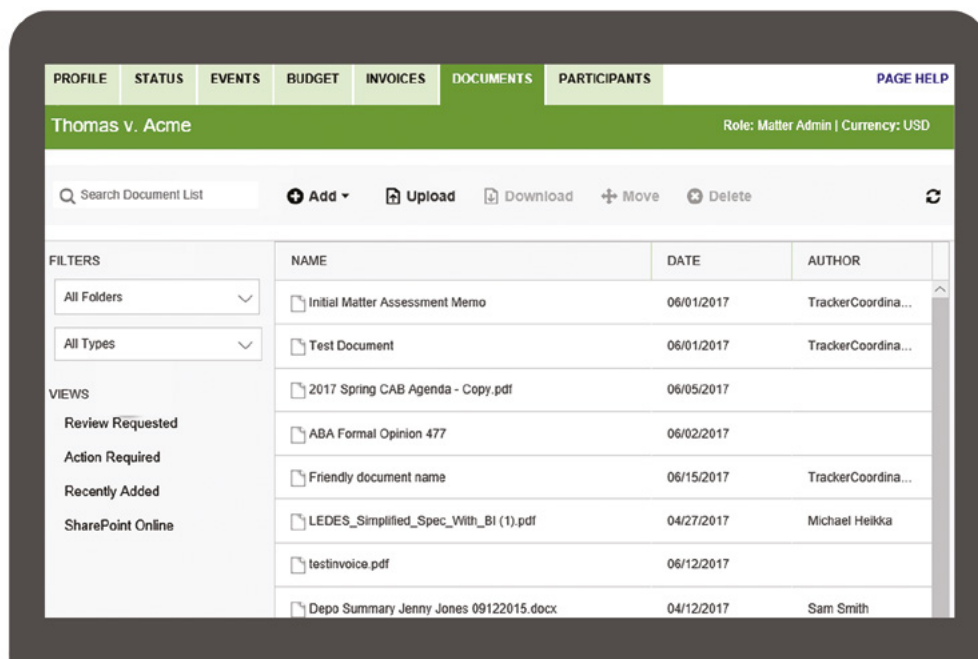 PROFILE STATUS EVENTS BUDGET INVOICES DOCUMENTS PARTICIPANTS PAGE HELP
Thomas v. Acme Role: Matter Admin | Currency: USD
Search Document List Add Upload Download Move Delete
FILTERS
All Folders
All Types
VIEWS
Review Requested
Action Required
Recently Added
SharePoint Online
NAME DATE AUTHOR
Initial Matter Assessment Memo 06/01/2017 TrackerCoordina...
Test Document 06/01/2017 TrackerCoordina...
2017 Spring CAB Agenda - Copy.pdf 06/05/2017
ABA Formal Opinion 477 06/02/2017
Friendly document name 06/15/2017 TrackerCoordina...
LEDES_Simplified_Spec_With_BI (1).pdf 04/27/2017 Michael Heikka
testinvoice.pdf 06/12/2017
Depo Summary Jenny Jones 09122015.docx 04/12/2017 Sam Smith